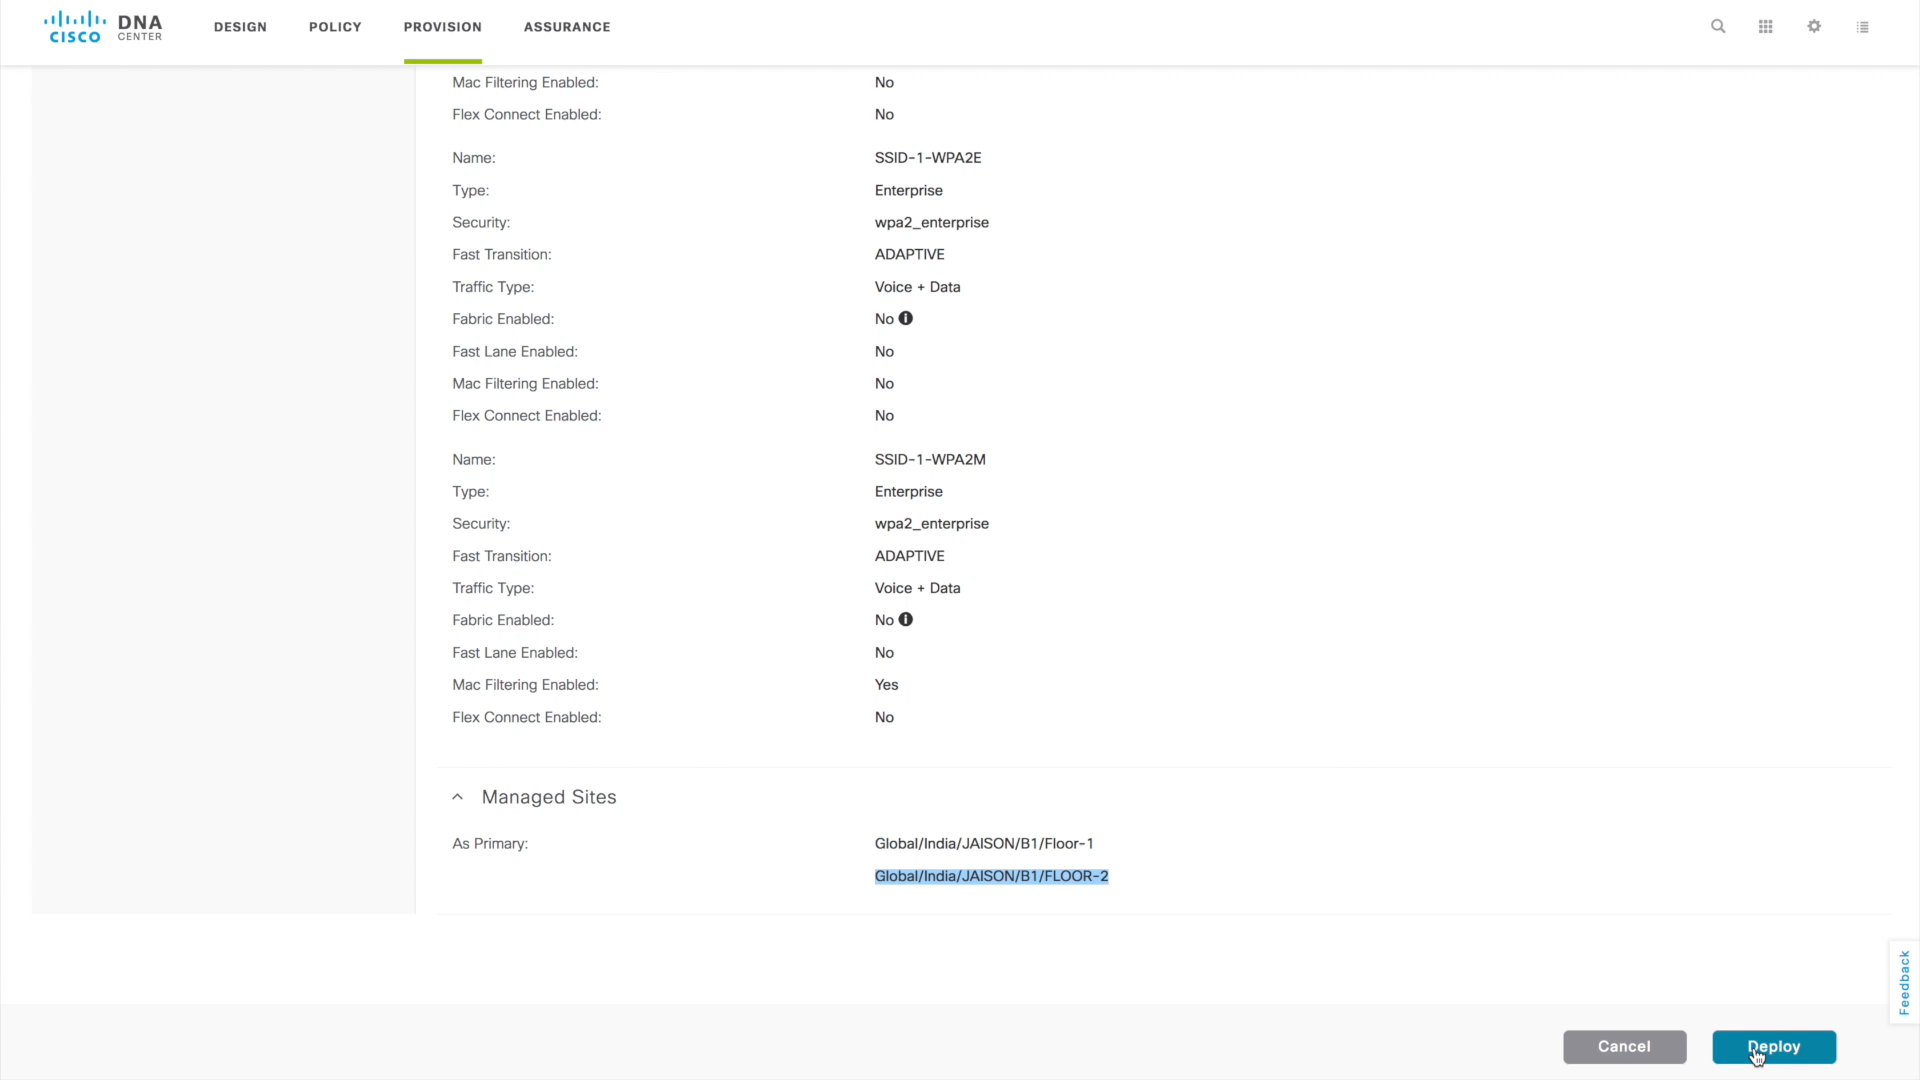 CISCO DNA CENTER
DESIGN POLICY PROVISION ASSURANCE
Mac Filtering Enabled: No
Flex Connect Enabled: No
Name: SSID-1-WPA2E
Type: Enterprise
Security: wpa2_enterprise
Fast Transition: ADAPTIVE
Traffic Type: Voice + Data
Fabric Enabled: No
Fast Lane Enabled: No
Mac Filtering Enabled: No
Flex Connect Enabled: No
Name: SSID-1-WPA2M
Type: Enterprise
Security: wpa2_enterprise
Fast Transition: ADAPTIVE
Traffic Type: Voice + Data
Fabric Enabled: No
Fast Lane Enabled: No
Mac Filtering Enabled: Yes
Flex Connect Enabled: No
Managed Sites
As Primary: Global/India/JAISON/B1/Floor-1
Global/India/JAISON/B1/FLOOR-2
Feedback
Cancel Deploy